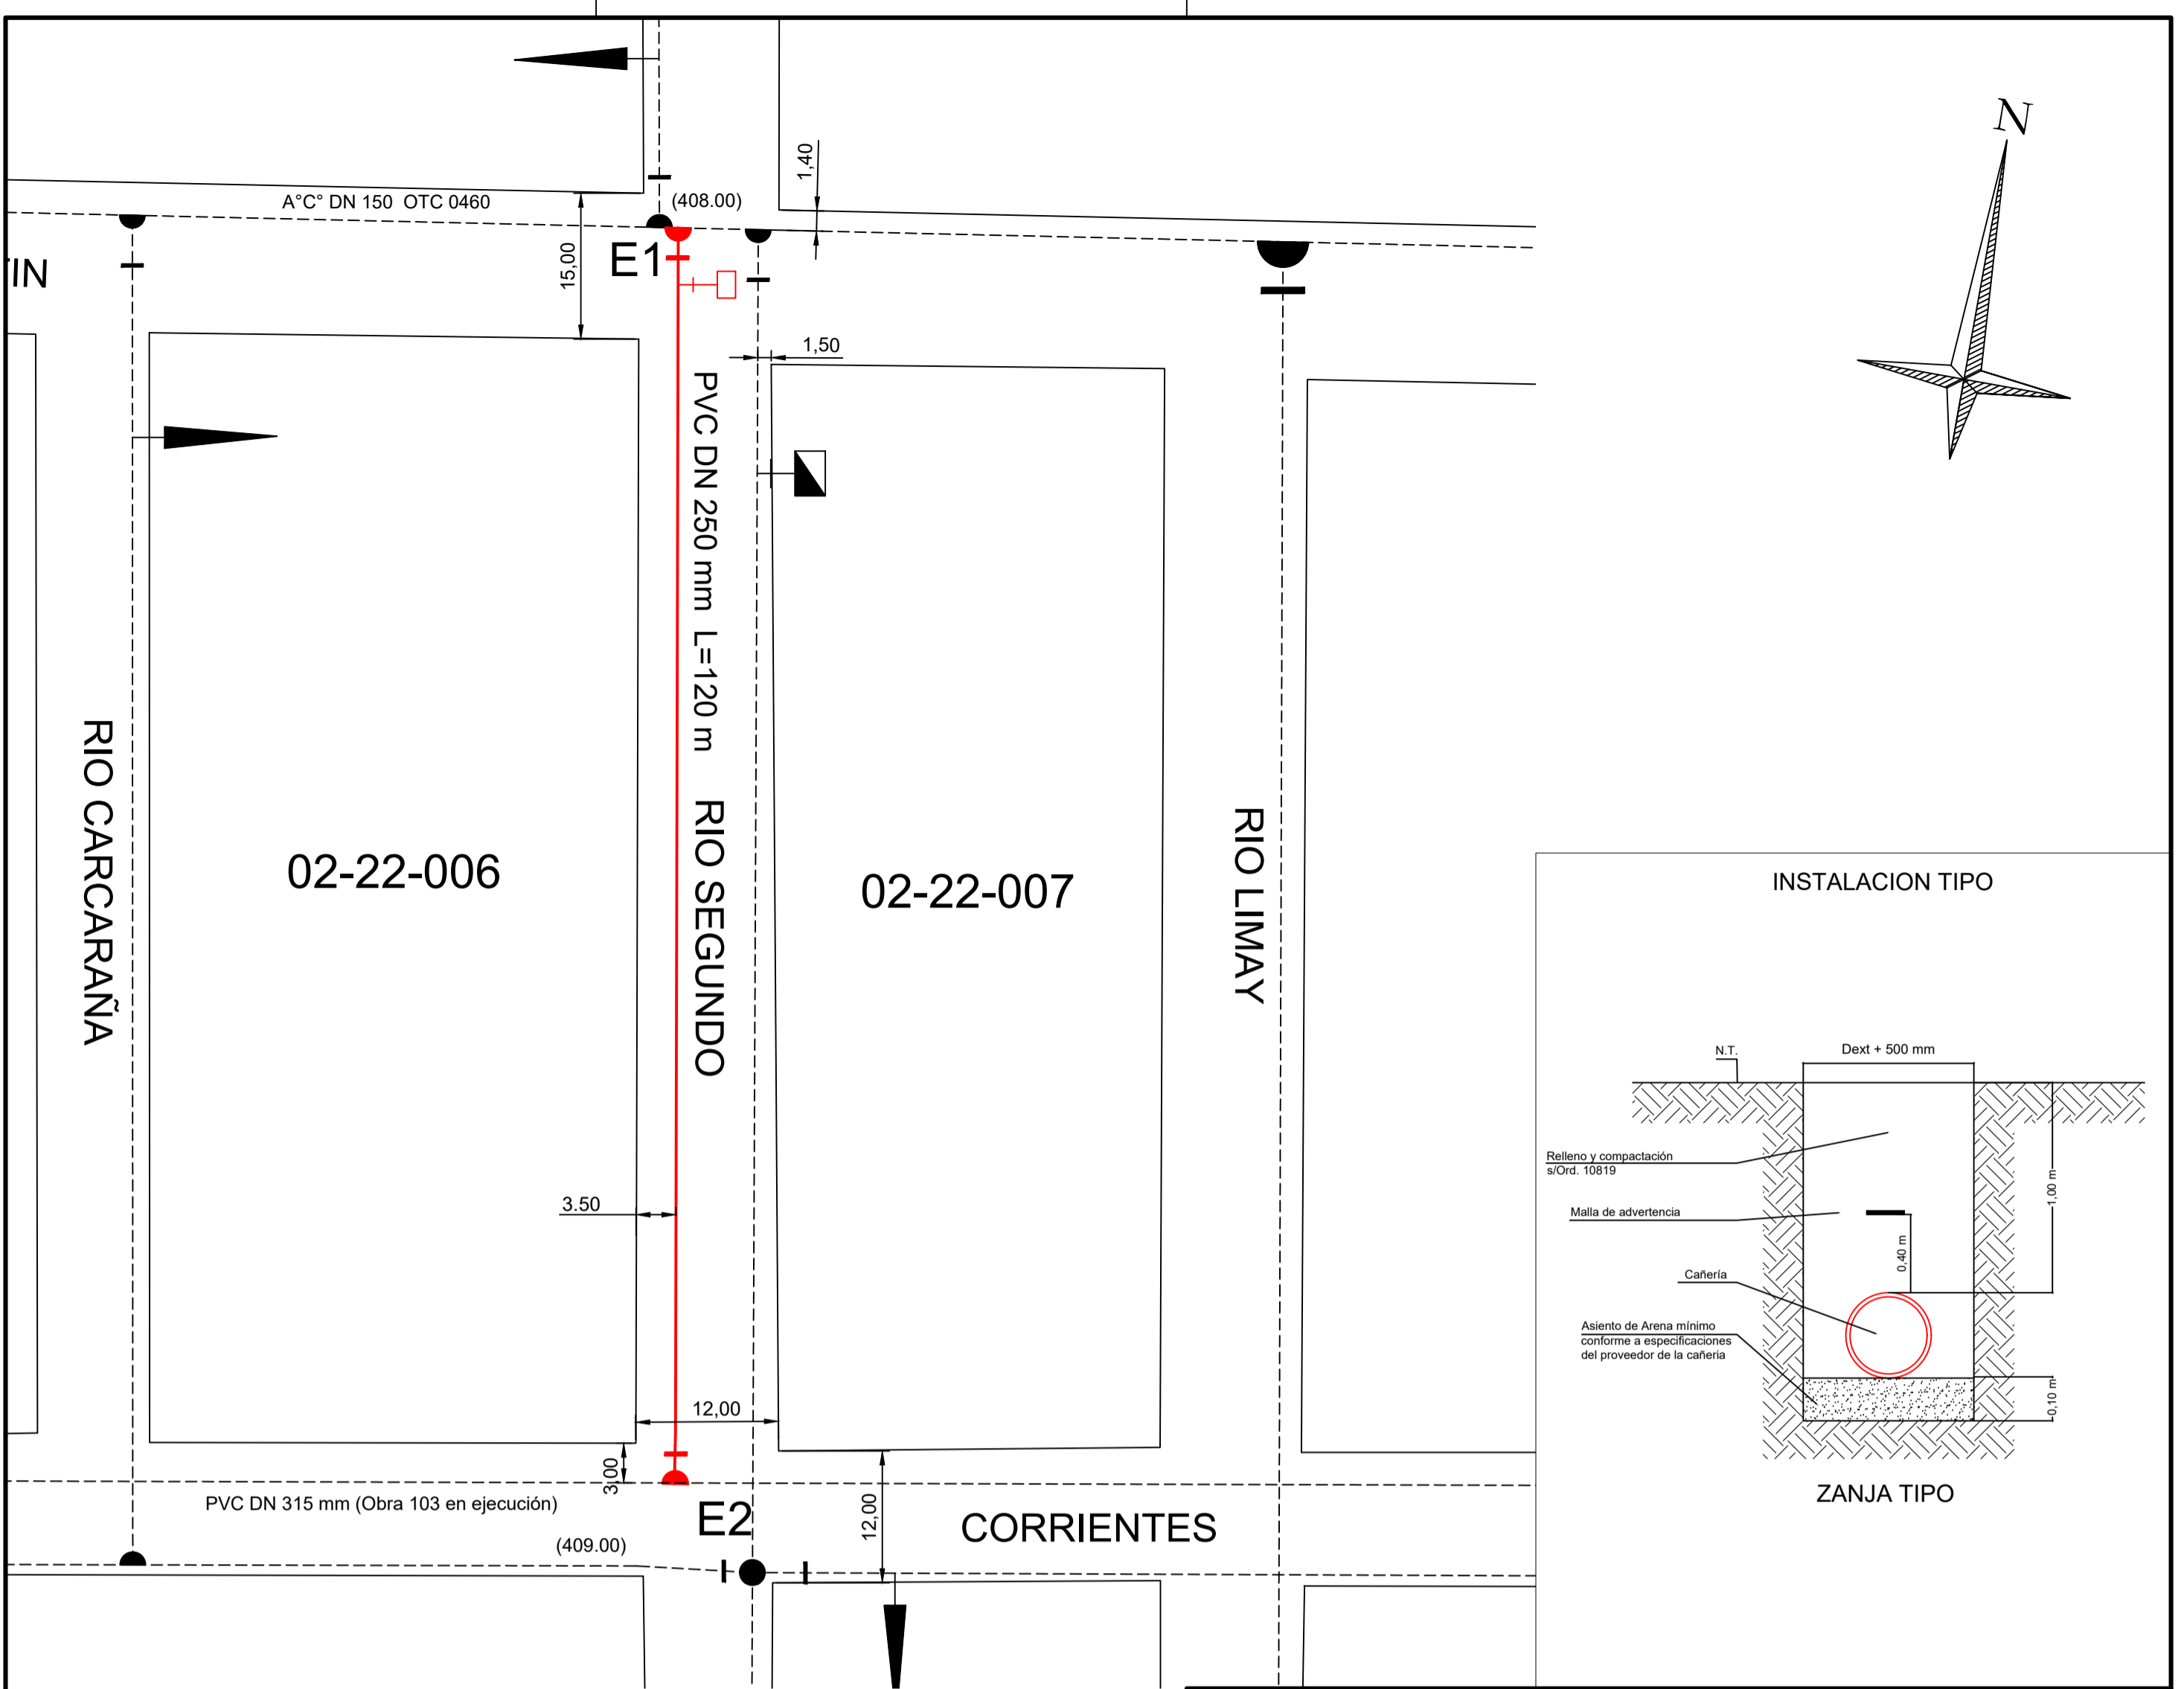 N
1,40
A°C° DN 150 OTC 0460
(408.00)
15,00
E1
IN
1,50
PVC DN 250 mm L=120 m
RIO CARCARAÑA
02-22-006
RIO SEGUNDO
02-22-007
RIO LIMAY
3.50
12,00
3,00
PVC DN 315 mm (Obra 103 en ejecución)
E2
12,00
CORRIENTES
(409.00)
INSTALACION TIPO
N.T.
Dext + 500 mm
Relleno y compactación
s/Ord. 10819
1,00 m
Malla de advertencia
0,40 m
Cañería
Asiento de Arena mínimo
conforme a especificaciones
del proveedor de la cañeria
0,10 m
ZANJA TIPO